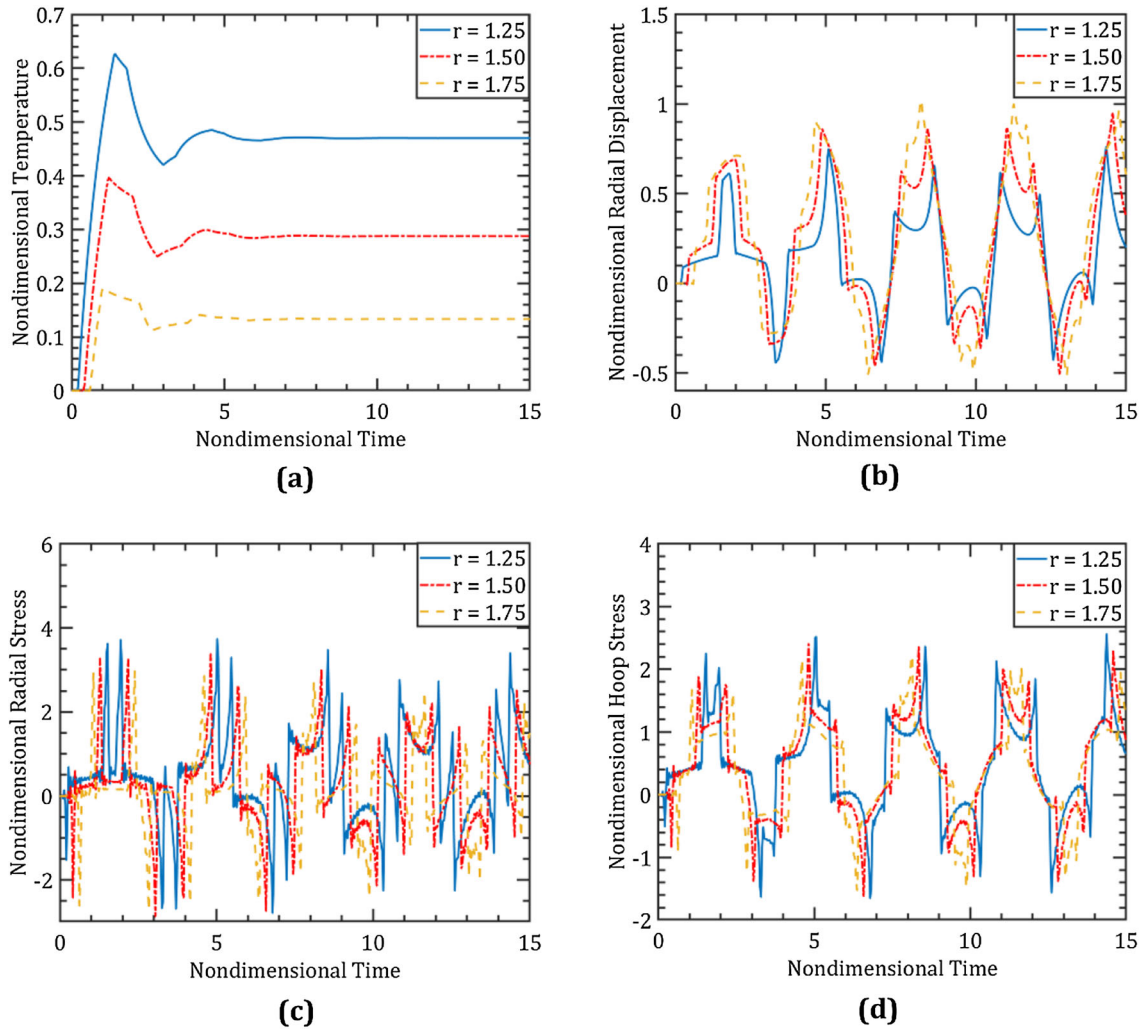 Nondimensional Temperature
0.7
0.6
0.5
0.4
0.3
0.2
0.1
0
r = 1.25
r = 1.50
r = 1.75
0 5 10 15
Nondimensional Time
(a)
Nondimensional Radial Displacement
1.5
1
0.5
0
-0.5
r = 1.25
r = 1.50
r = 1.75
0 5 10 15
Nondimensional Time
(b)
Nondimensional Radial Stress
6
4
2
0
-2
r = 1.25
r = 1.50
r = 1.75
0 5 10 15
Nondimensional Time
(c)
Nondimensional Hoop Stress
4
3
2
1
0
-1
-2
r = 1.25
r = 1.50
r = 1.75
0 5 10 15
Nondimensional Time
(d)